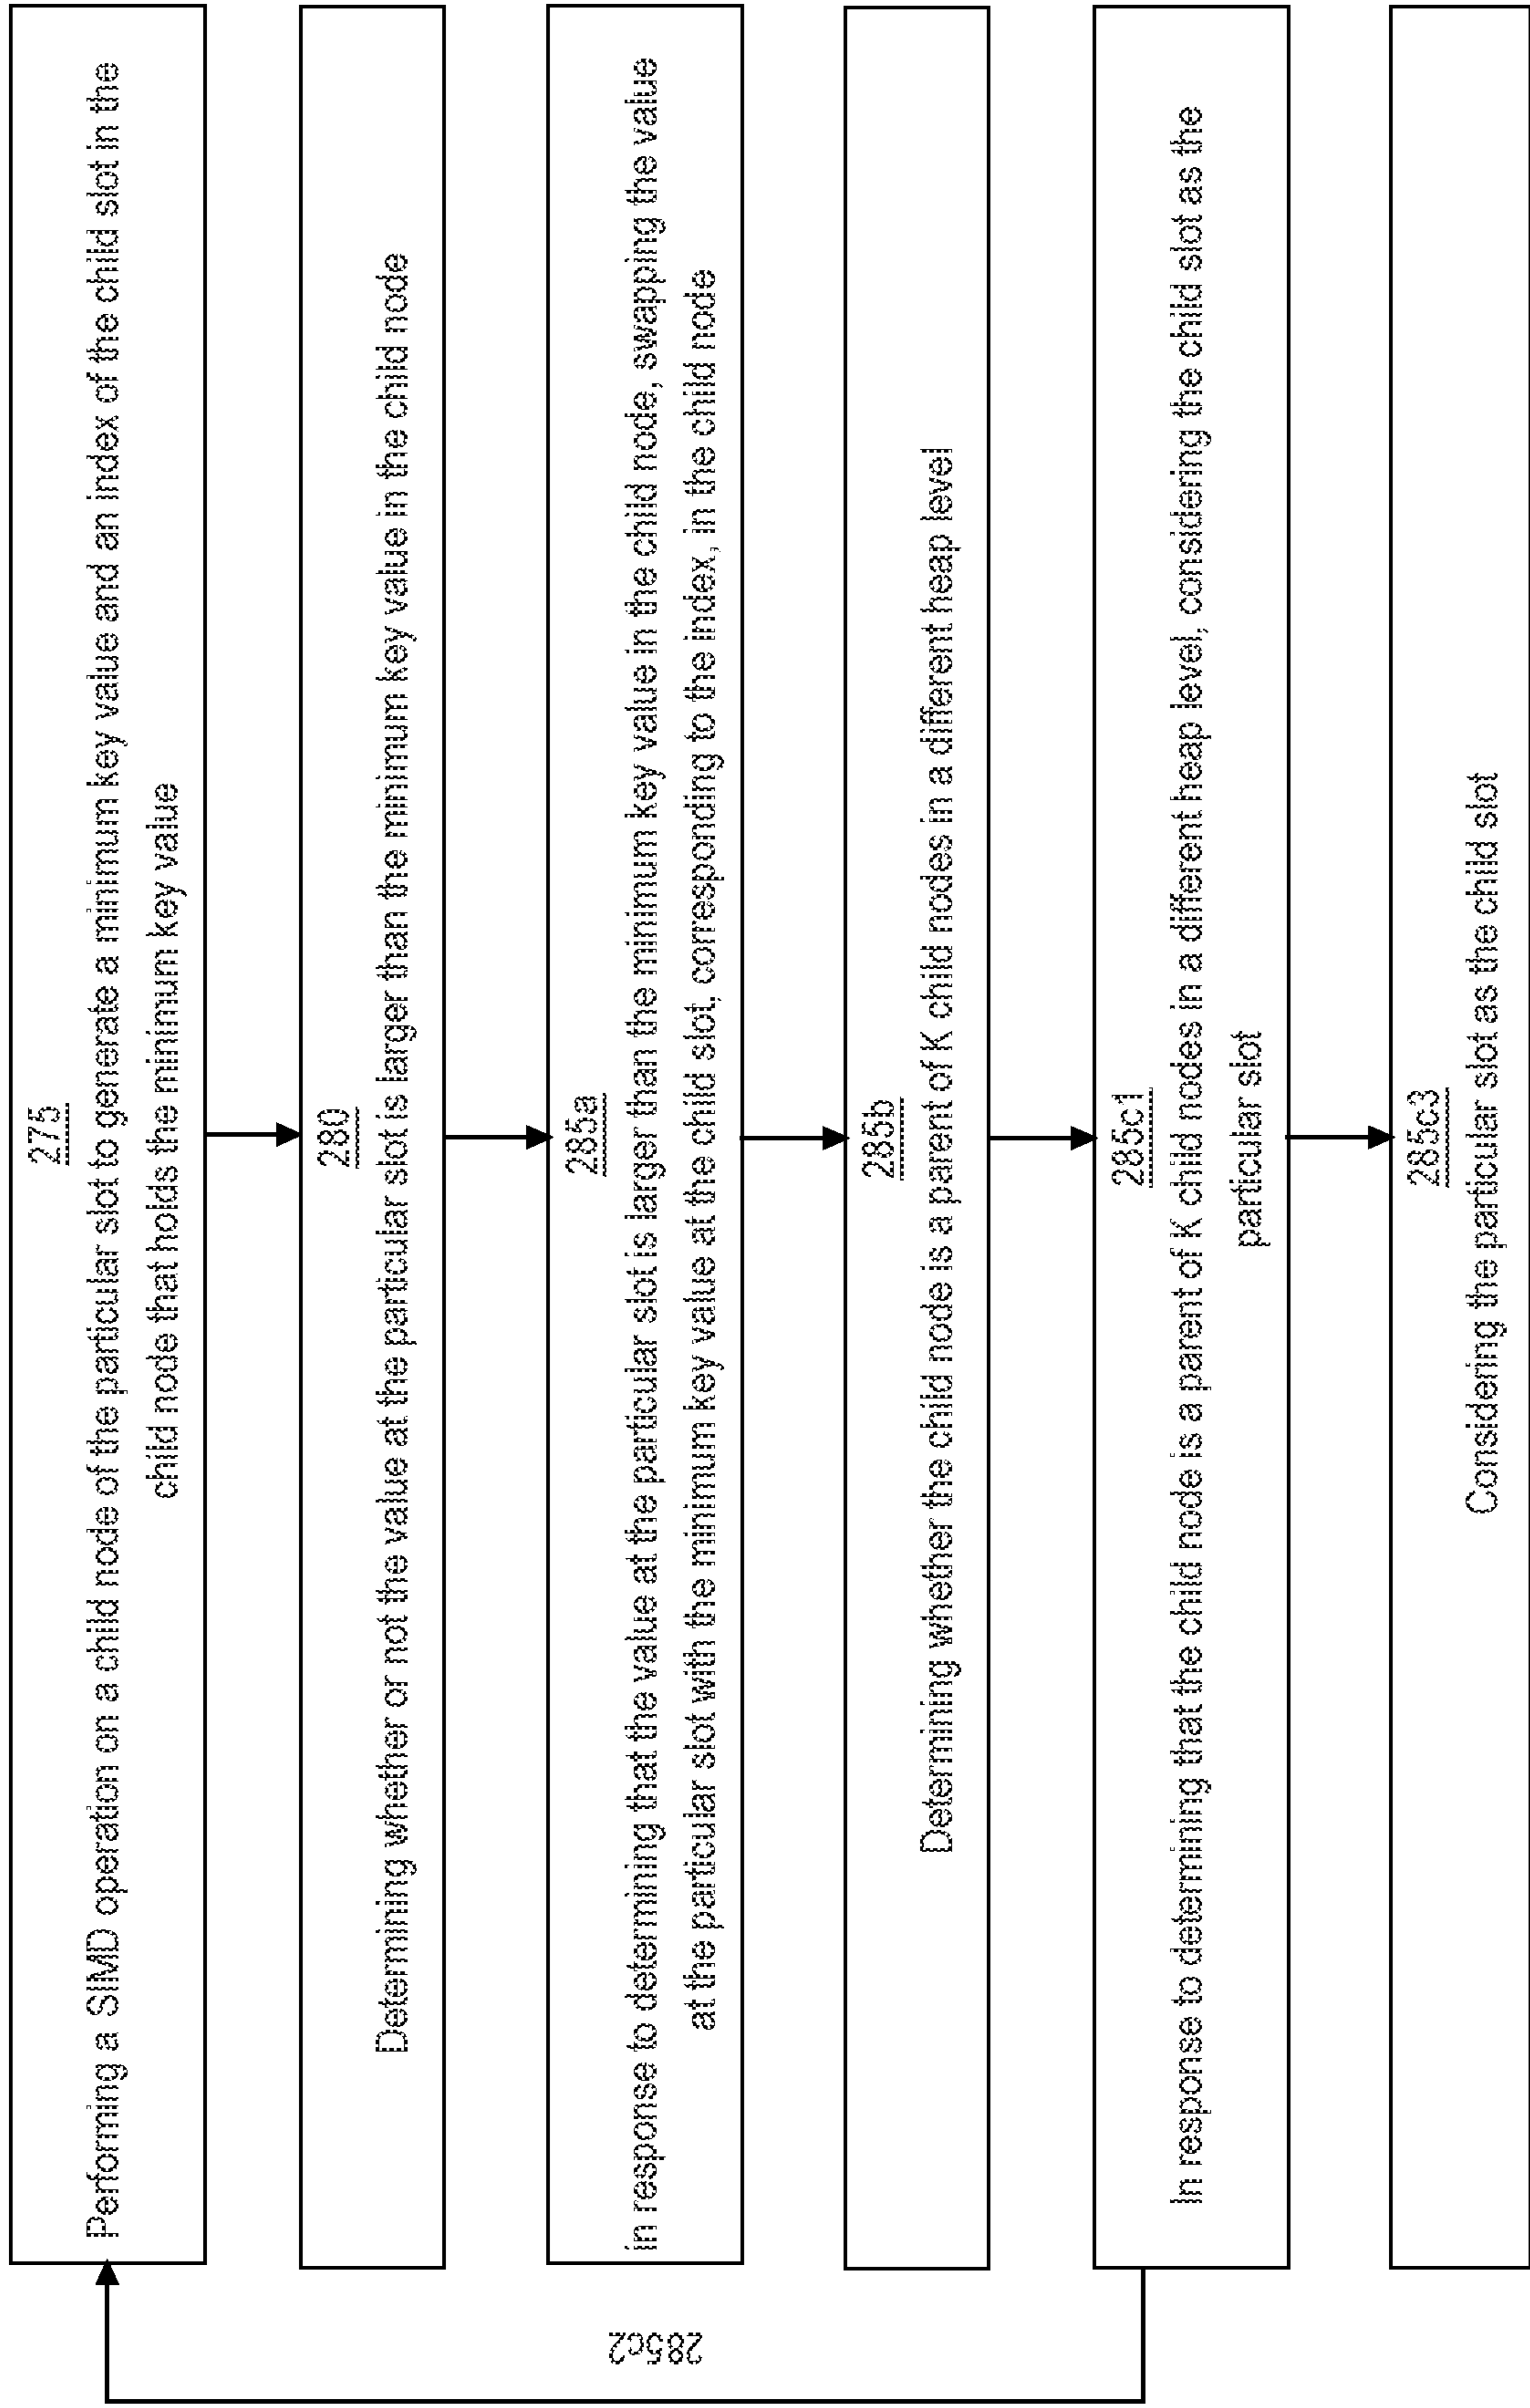 275
Performing a SIMD operation on a child node of the particular slot to generate a minimum key value and an index of the child slot in the
child node that holds the minimum key value
280
Determining whether or not the value at the particular slot is larger than the minimum key value in the child node
285a
in response to determining that the value at the particular slot is larger than the minimum key value in the child node, swapping the value
at the particular slot with the minimum key value at the child slot, corresponding to the index, in the child node
285b
Determining whether the child node is a parent of K child nodes in a different heap level
285c1
In response to determining that the child node is a parent of K child nodes in a different heap level, considering the child slot as the
particular slot
285c3
Considering the particular slot as the child slot
285c2